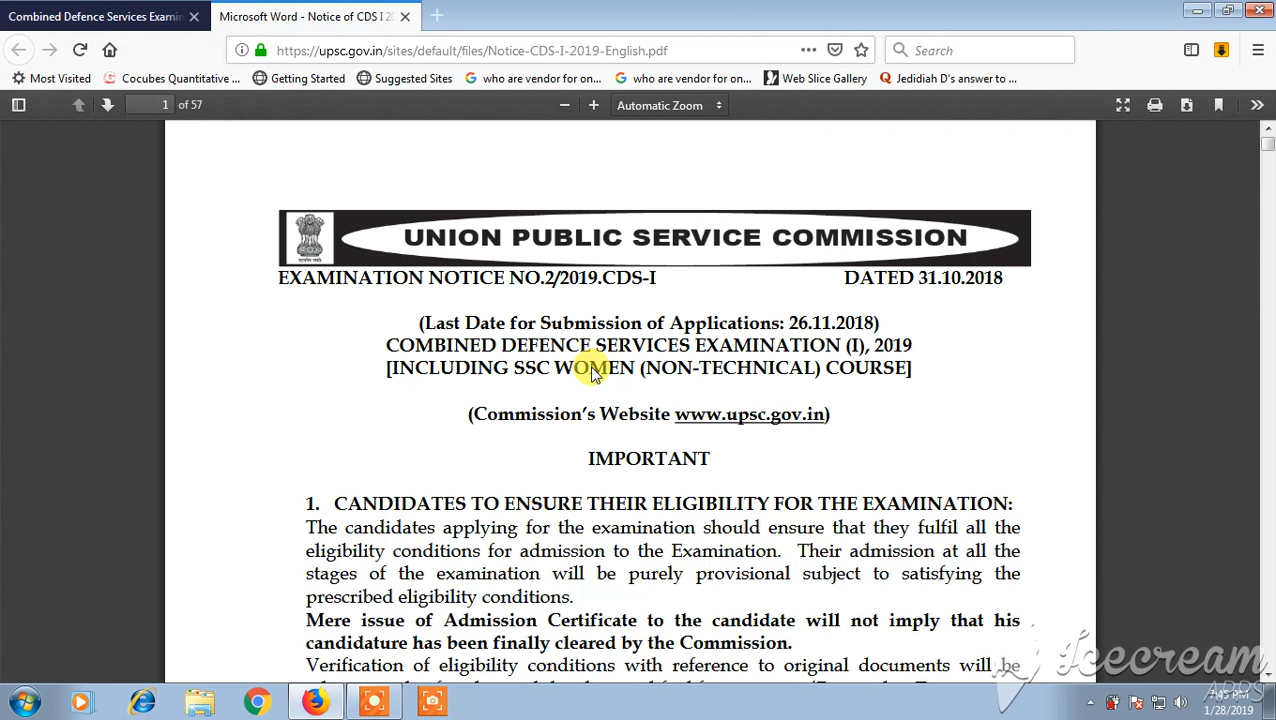 Combined Defence Services Examin
Microsoft Word - Notice of CDS I 20
https://upsc.gov.in/sites/default/files/Notice-CDS-I-2019-English.pdf
Search
Most Visited
Cocubes Quantitative ...
Getting Started
Suggested Sites
who are vendor for on...
who are vendor for on...
Web Slice Gallery
Jedidiah D's answer to ...
1 of 57
Automatic Zoom
UNION PUBLIC SERVICE COMMISSION
EXAMINATION NOTICE NO.2/2019.CDS-I DATED 31.10.2018
(Last Date for Submission of Applications: 26.11.2018)
COMBINED DEFENCE SERVICES EXAMINATION (I), 2019
[INCLUDING SSC WOMEN (NON-TECHNICAL) COURSE]
(Commission's Website www.upsc.gov.in)
IMPORTANT
1. CANDIDATES TO ENSURE THEIR ELIGIBILITY FOR THE EXAMINATION:
The candidates applying for the examination should ensure that they fulfil all the
eligibility conditions for admission to the Examination. Their admission at all the
stages of the examination will be purely provisional subject to satisfying the
prescribed eligibility conditions.
Mere issue of Admission Certificate to the candidate will not imply that his
candidature has been finally cleared by the Commission.
Verification of eligibility conditions with reference to original documents will be
Icecream
APPS
7:45 PM
1/28/2019